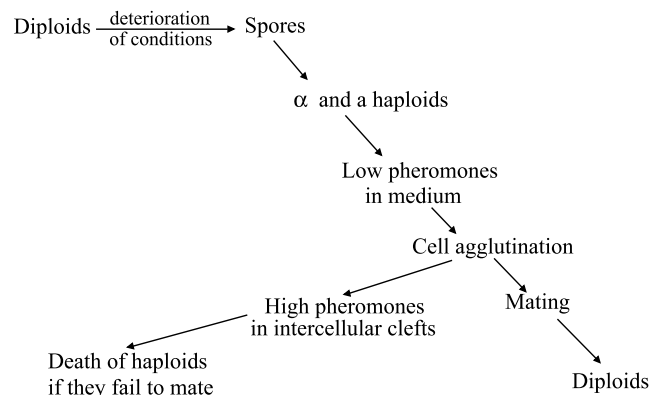 Diploids
deterioration
of conditions
Spores
α and a haploids
Low pheromones
in medium
Cell agglutination
High pheromones
in intercellular clefts
Mating
Death of haploids
if they fail to mate
Diploids